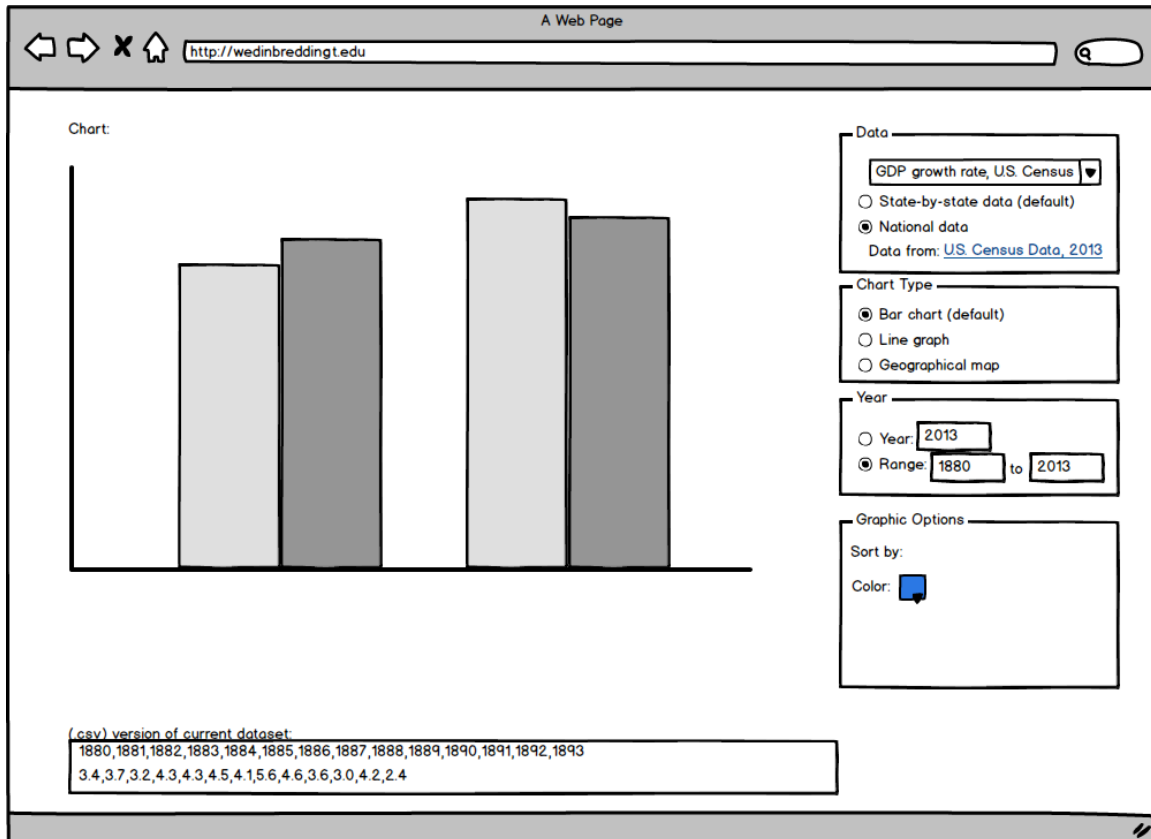 A Web Page
http://wedinbreddingt.edu
Chart:
Data
GDP growth rate, U.S. Census
State-by-state data (default)
National data
Data from: U.S. Census Data, 2013
Chart Type
Bar chart (default)
Line graph
Geographical map
Year
Year: 2013
Range: 1880 to 2013
Graphic Options
Sort by:
Color:
(.csv) version of current dataset:
1880,1881,1882,1883,1884,1885,1886,1887,1888,1889,1890,1891,1892,1893
3.4,3.7,3.2,4.3,4.3,4.5,4.1,5.6,4.6,3.6,3.0,4.2,2.4